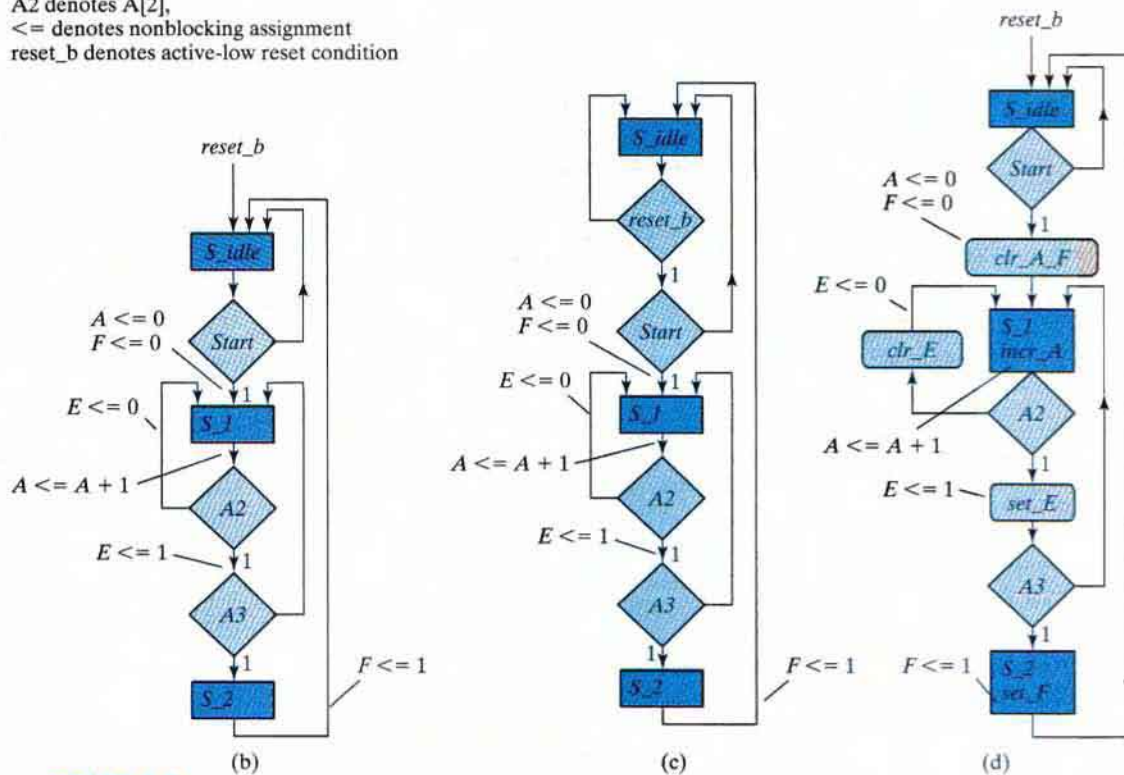 A2 denotes A[2],
<= denotes nonblocking assignment
reset_b denotes active-low reset condition
reset_b
S_idle
Start
A <= 0
F <= 0
1
E <= 0
S_1
A <= A + 1
A2
E <= 1
1
A3
1
S_2
F <= 1
(b)
S_idle
reset_b
1
A <= 0
F <= 0
Start
1
E <= 0
S_1
A <= A + 1
A2
E <= 1
1
A3
1
S_2
F <= 1
(c)
reset_b
S_idle
Start
A <= 0
F <= 0
1
clr_A_F
E <= 0
S_1
incr_A
clr_E
A2
A <= A + 1
1
E <= 1
set_E
A3
1
F <= 1
S_2
set_F
(d)